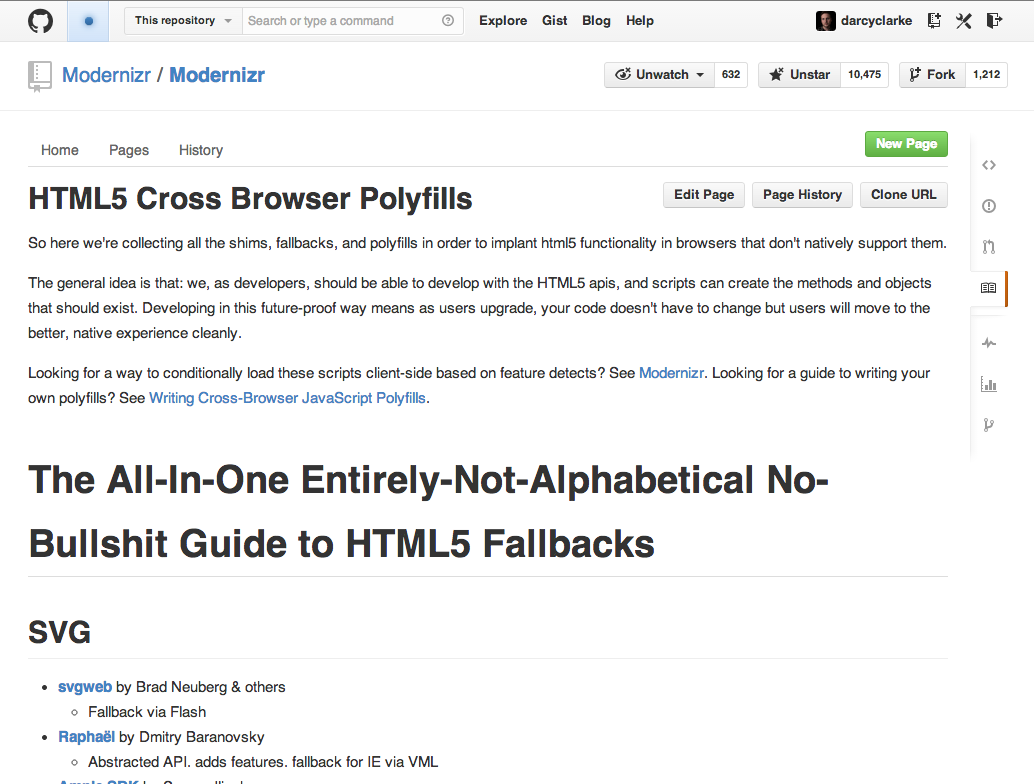 This repository
Search or type a command
Explore Gist Blog Help
darcyclarke
Modernizr / Modernizr
Unwatch 632
Unstar 10,475
Fork 1,212
Home Pages History
New Page
HTML5 Cross Browser Polyfills
Edit Page Page History Clone URL
So here we're collecting all the shims, fallbacks, and polyfills in order to implant html5 functionality in browsers that don't natively support them.
The general idea is that: we, as developers, should be able to develop with the HTML5 apis, and scripts can create the methods and objects
that should exist. Developing in this future-proof way means as users upgrade, your code doesn't have to change but users will move to the
better, native experience cleanly.
Looking for a way to conditionally load these scripts client-side based on feature detects? See Modernizr. Looking for a guide to writing your
own polyfills? See Writing Cross-Browser JavaScript Polyfills.
The All-In-One Entirely-Not-Alphabetical No-
Bullshit Guide to HTML5 Fallbacks
SVG
svgweb by Brad Neuberg & others
Fallback via Flash
Raphaël by Dmitry Baranovsky
Abstracted API. adds features. fallback for IE via VML